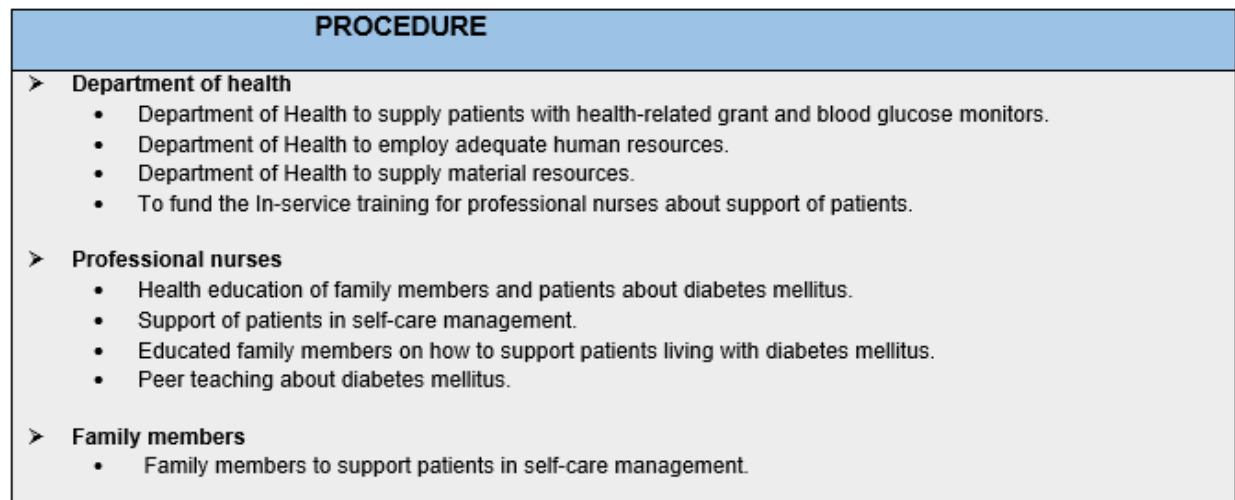 PROCEDURE
➤ Department of health
• Department of Health to supply patients with health-related grant and blood glucose monitors.
• Department of Health to employ adequate human resources.
• Department of Health to supply material resources.
• To fund the In-service training for professional nurses about support of patients.
➤ Professional nurses
• Health education of family members and patients about diabetes mellitus.
• Support of patients in self-care management.
• Educated family members on how to support patients living with diabetes mellitus.
• Peer teaching about diabetes mellitus.
➤ Family members
• Family members to support patients in self-care management.